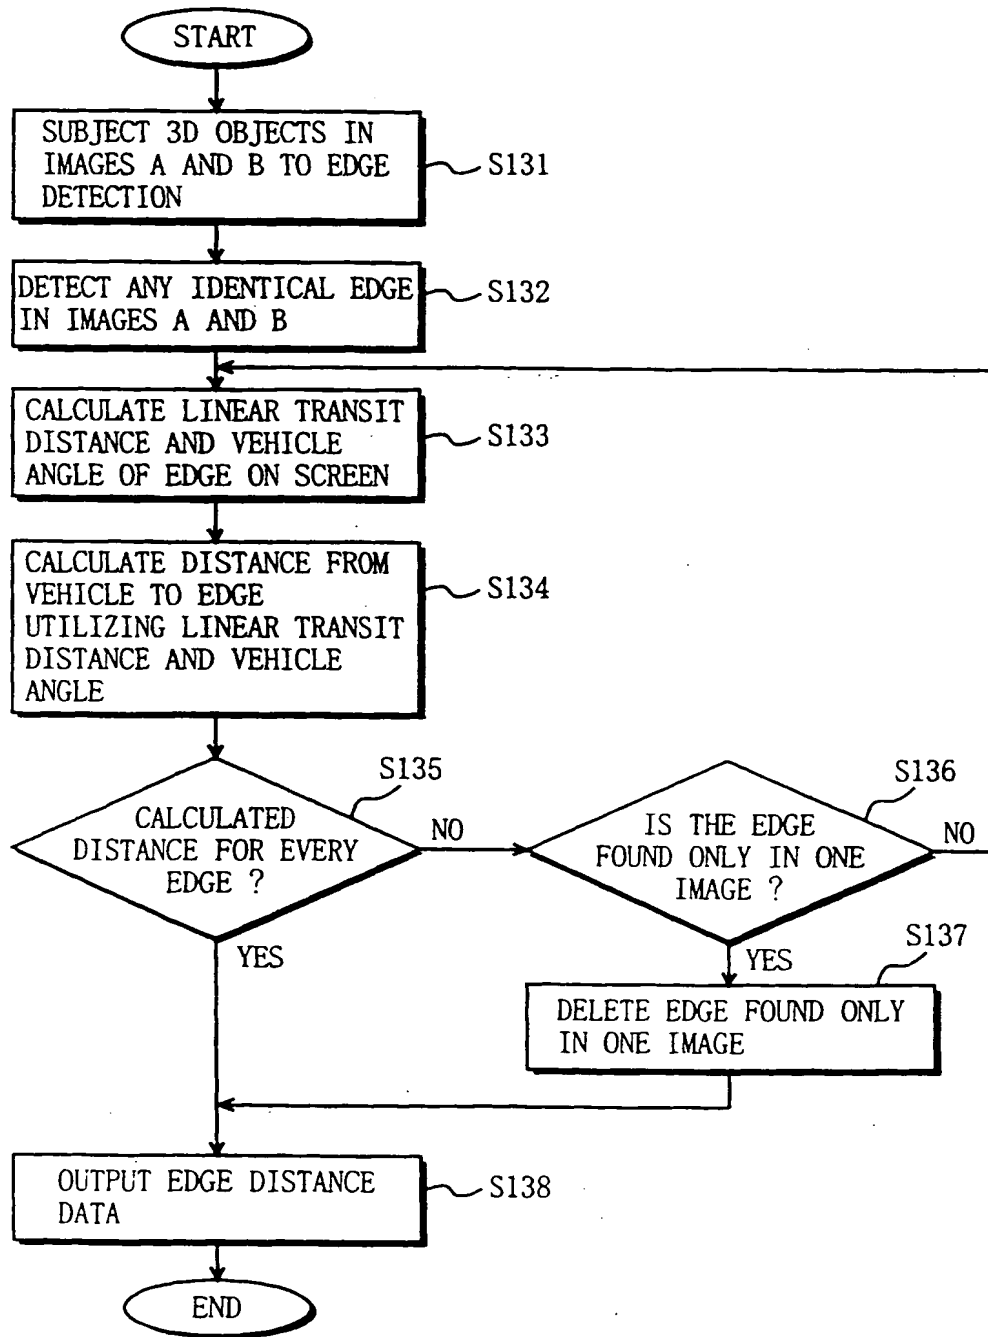 START
SUBJECT 3D OBJECTS IN
IMAGES A AND B TO EDGE
DETECTION
S131
DETECT ANY IDENTICAL EDGE
IN IMAGES A AND B
S132
CALCULATE LINEAR TRANSIT
DISTANCE AND VEHICLE
ANGLE OF EDGE ON SCREEN
S133
CALCULATE DISTANCE FROM
VEHICLE TO EDGE
UTILIZING LINEAR TRANSIT
DISTANCE AND VEHICLE
ANGLE
S134
S135
CALCULATED
DISTANCE FOR EVERY
EDGE ?
NO
YES
S136
IS THE EDGE
FOUND ONLY IN ONE
IMAGE ?
NO
YES
S137
DELETE EDGE FOUND ONLY
IN ONE IMAGE
OUTPUT EDGE DISTANCE
DATA
S138
END